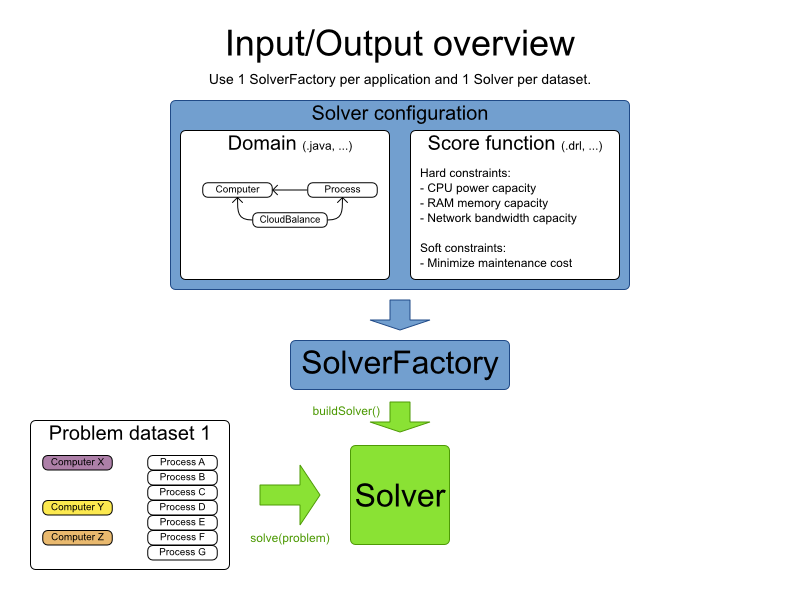 Input/Output overview
Use 1 SolverFactory per application and 1 Solver per dataset.
Solver configuration
Domain (.java, ...)
Computer
Process
CloudBalance
Score function (.drl, ...)
Hard constraints:
- CPU power capacity
- RAM memory capacity
- Network bandwidth capacity
Soft constraints:
- Minimize maintenance cost
SolverFactory
buildSolver()
Problem dataset 1
Computer X
Computer Y
Computer Z
Process A
Process B
Process C
Process D
Process E
Process F
Process G
solve(problem)
Solver